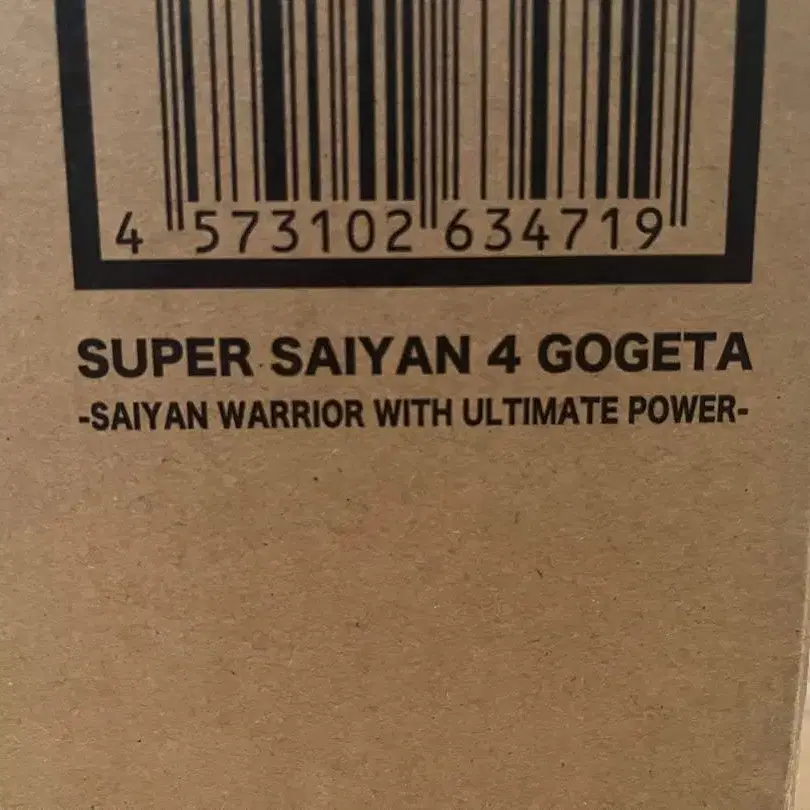 4 573102 634719
SUPER SAIYAN 4 GOGETA
-SAIYAN WARRIOR WITH ULTIMATE POWER-